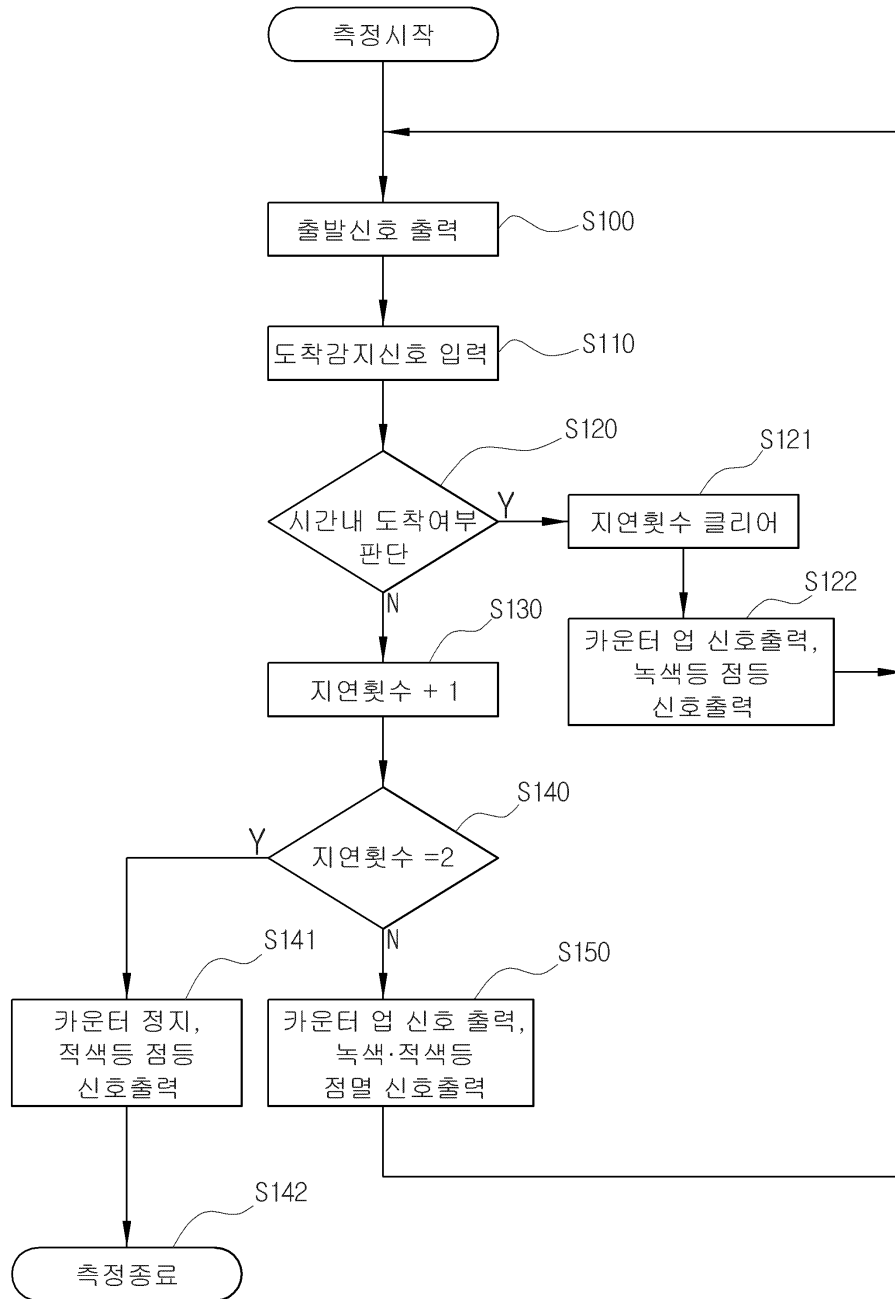 측정시작
출발신호 출력
S100
도착감지신호 입력
S110
S120
시간내 도착여부
판단
Y
N
S121
지연횟수 클리어
S122
카운터 업 신호출력,
녹색등 점등
신호출력
S130
지연횟수 + 1
S140
지연횟수 =2
Y
N
S141
카운터 정지,
적색등 점등
신호출력
S150
카운터 업 신호 출력,
녹색·적색등
점멸 신호출력
S142
측정종료